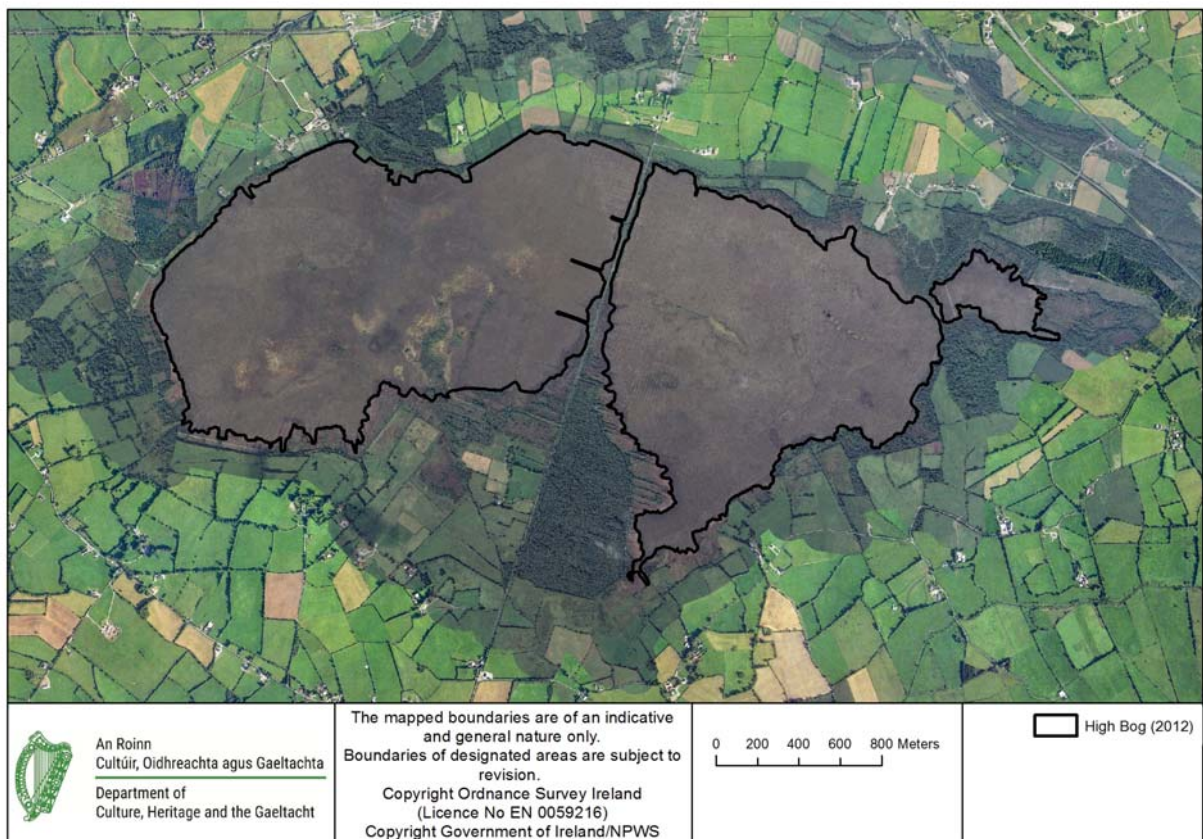 An Roinn
Cultúir, Oidhreachta agus Gaeltachta
Department of
Culture, Heritage and the Gaeltacht
The mapped boundaries are of an indicative
and general nature only.
Boundaries of designated areas are subject to
revision.
Copyright Ordnance Survey Ireland
(Licence No EN 0059216)
Copyright Government of Ireland/NPWS
0 200 400 600 800 Meters
High Bog (2012)